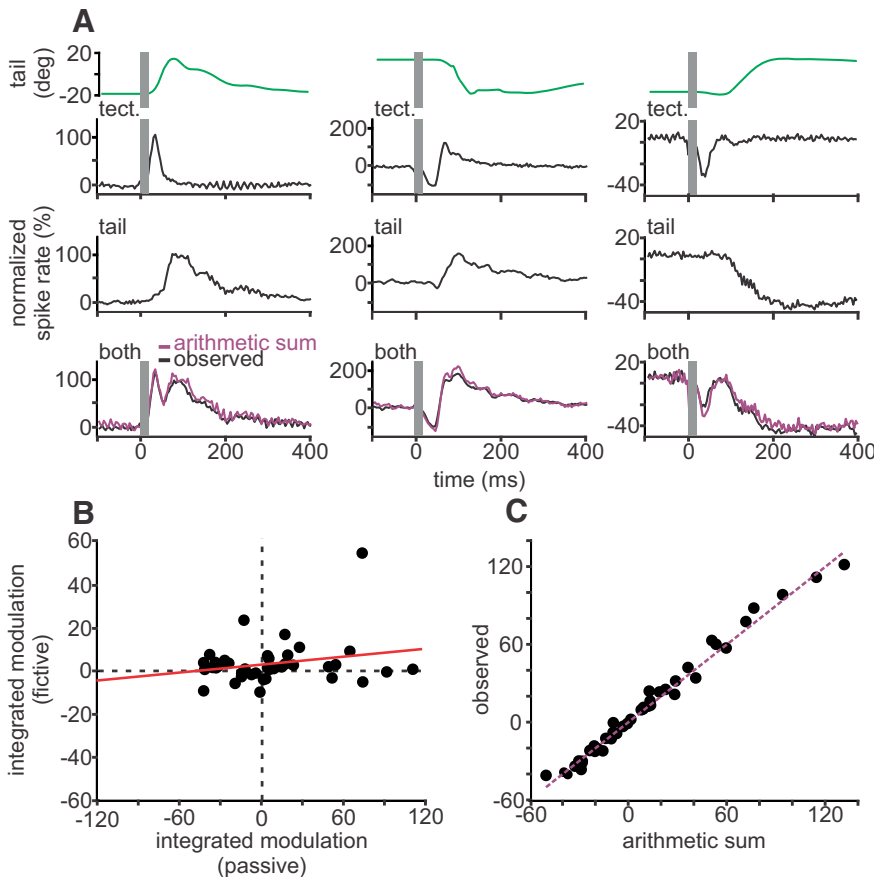 A
tail
(deg)
20
-20
tect.
tect.
tect.
100
0
200
0
20
-40
normalized
spike rate (%)
tail
tail
tail
100
0
200
0
20
-40
both
arithmetic sum
observed
both
both
100
0
200
0
20
-40
0 200 400
0 200 400
0 200 400
time (ms)
B
C
integrated modulation
(fictive)
60
40
20
0
-20
-40
-60
-120 -60 0 60 120
integrated modulation
(passive)
observed
120
60
0
-60
-60 0 60 120
arithmetic sum